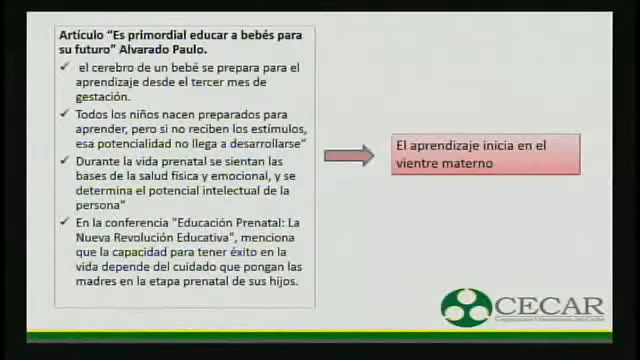 Artículo “Es primordial educar a bebés para
su futuro” Alvarado Paulo.
✓ el cerebro de un bebé se prepara para el
aprendizaje desde el tercer mes de
gestación.
✓ Todos los niños nacen preparados para
aprender, pero si no reciben los estímulos,
esa potencialidad no llega a desarrollarse”
✓ Durante la vida prenatal se sientan las
bases de la salud física y emocional, y se
determina el potencial intelectual de la
persona”
✓ En la conferencia "Educación Prenatal: La
Nueva Revolución Educativa", menciona
que la capacidad para tener éxito en la
vida depende del cuidado que pongan las
madres en la etapa prenatal de sus hijos.
El aprendizaje inicia en el
vientre materno
CECAR